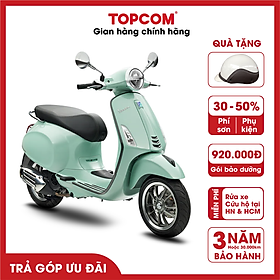 TOPCOM
Gian hàng chính hãng
QUÀ TẶNG
30-50%
Phí sơn
Phụ kiện
920.000Đ
Gói bảo dưỡng
MIỄN PHÍ
Rửa xe
Cứu hộ tại
HN & HCM
3 NĂM
Hoặc 30.000km
BẢO HÀNH
TRẢ GÓP ƯU ĐÃI